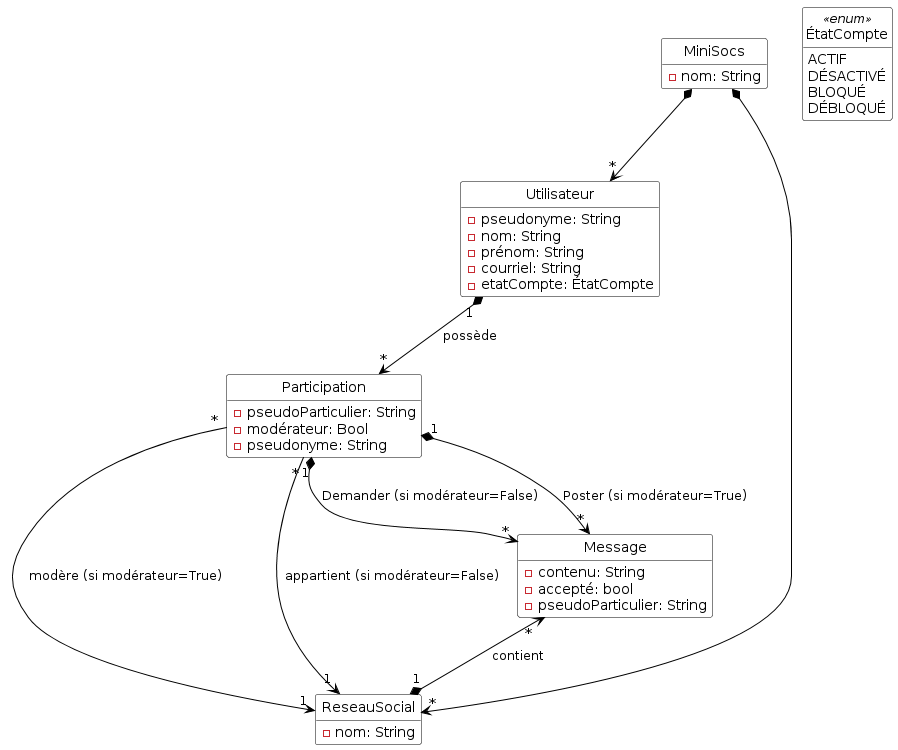 «enum»
ÉtatCompte
ACTIF
DÉSACTIVÉ
BLOQUÉ
DÉBLOQUÉ
MiniSocs
nom: String
*
Utilisateur
pseudonyme: String
nom: String
prénom: String
courriel: String
etatCompte: ÉtatCompte
1
possède
*
Participation
pseudoParticulier: String
modérateur: Bool
pseudonyme: String
*
1
*
1
Demander (si modérateur=False)
Poster (si modérateur=True)
*
*
Message
contenu: String
accepté: bool
pseudoParticulier: String
modère (si modérateur=True)
appartient (si modérateur=False)
*
contient
1
1
1
*
ReseauSocial
nom: String